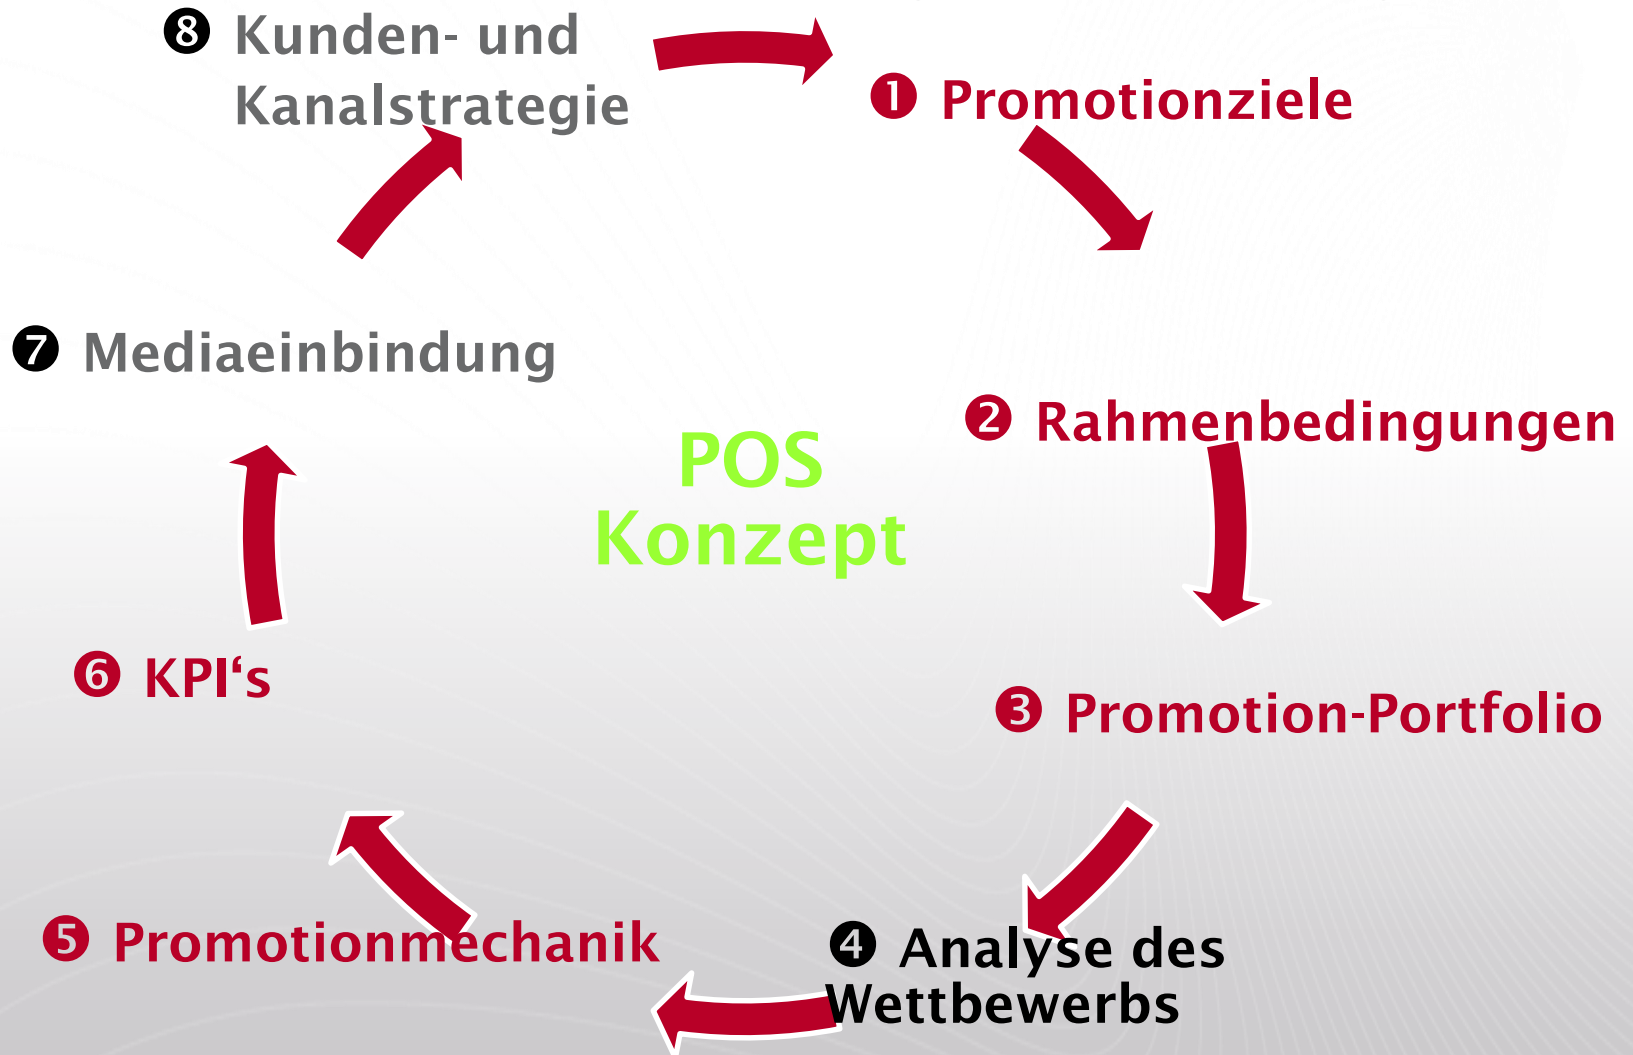 ❽ Kunden- und
Kanalstrategie
❶ Promotionziele
❼ Mediaeinbindung
❷ Rahmenbedingungen
POS
Konzept
❻ KPI‘s
❸ Promotion-Portfolio
❺ Promotionmechanik
❹ Analyse des
Wettbewerbs